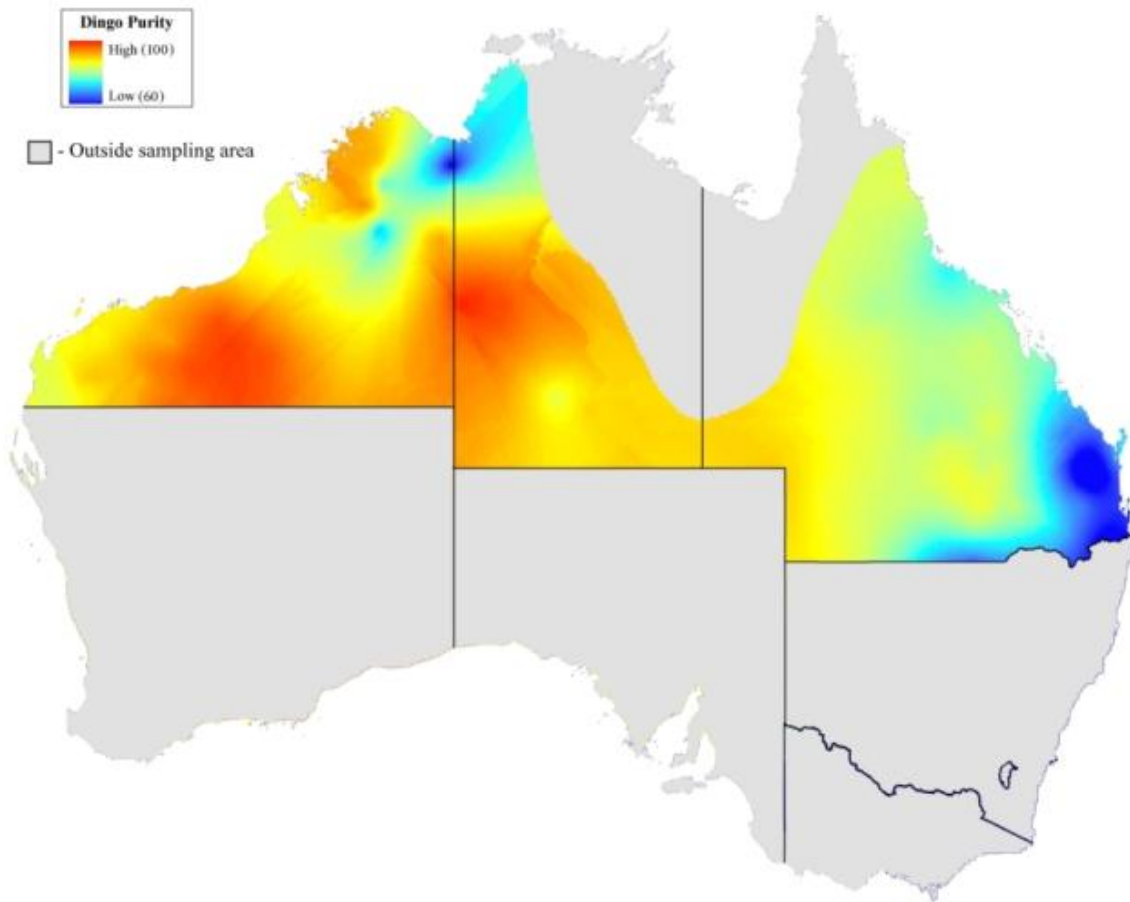 Dingo Purity
High (100)
Low (60)
- Outside sampling area